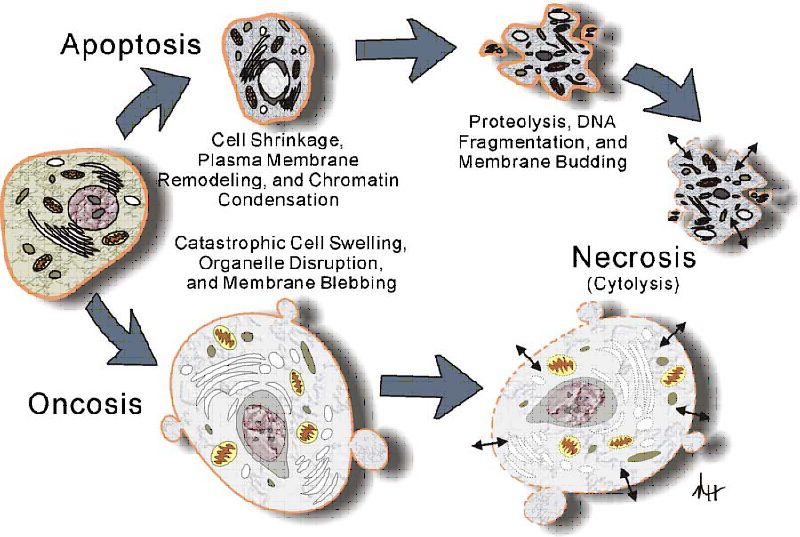 Apoptosis
Cell Shrinkage,
Plasma Membrane
Remodeling, and Chromatin
Condensation
Proteolysis, DNA
Fragmentation, and
Membrane Budding
Catastrophic Cell Swelling,
Organelle Disruption,
and Membrane Blebbing
Necrosis
(Cytolysis)
Oncosis